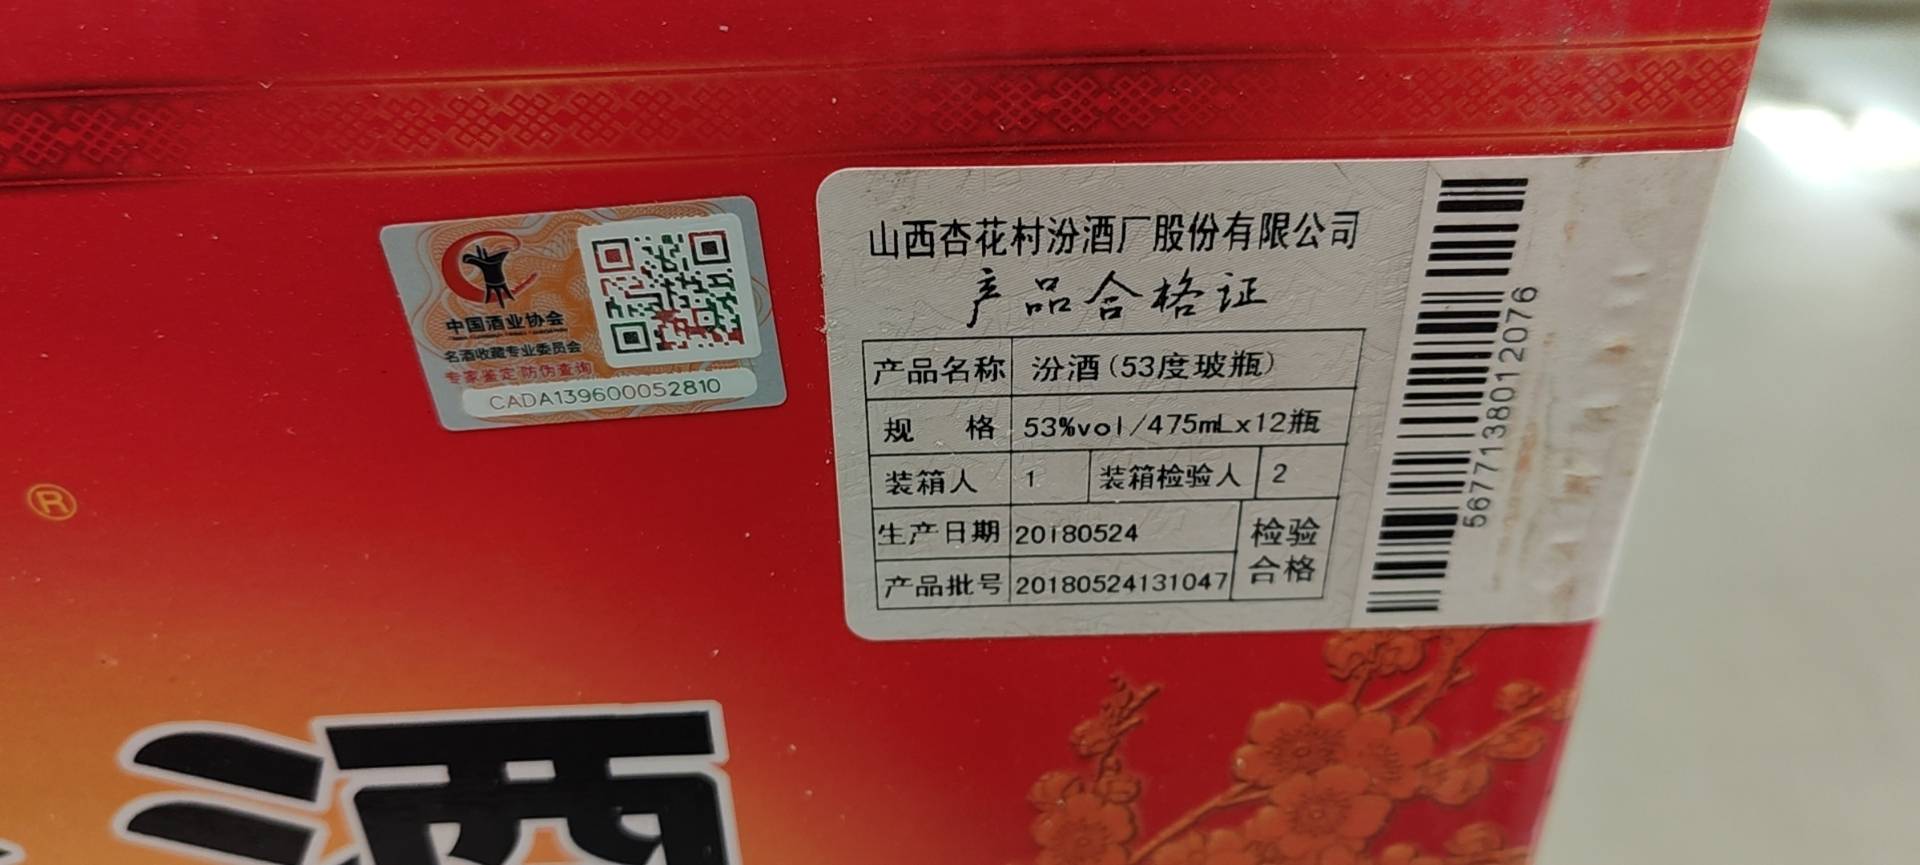 ®
中国酒业协会
名酒收藏专业委员会
专家鉴定 防伪查询
CADA139600052810
山西杏花村汾酒厂股份有限公司
产品合格证
产品名称 汾酒(53度玻瓶)
规 格 53%vol/475mLx12瓶
装箱人 1 装箱检验人 2
生产日期 20180524 检验
产品批号 20180524131047 合格
5677138012076
酒